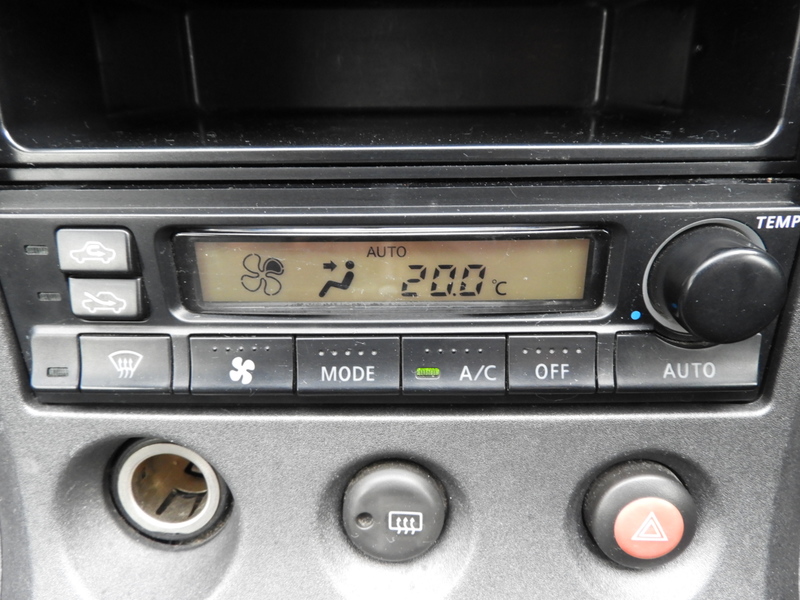 TEMP
AUTO
20.0 °C
MODE
A/C
OFF
AUTO